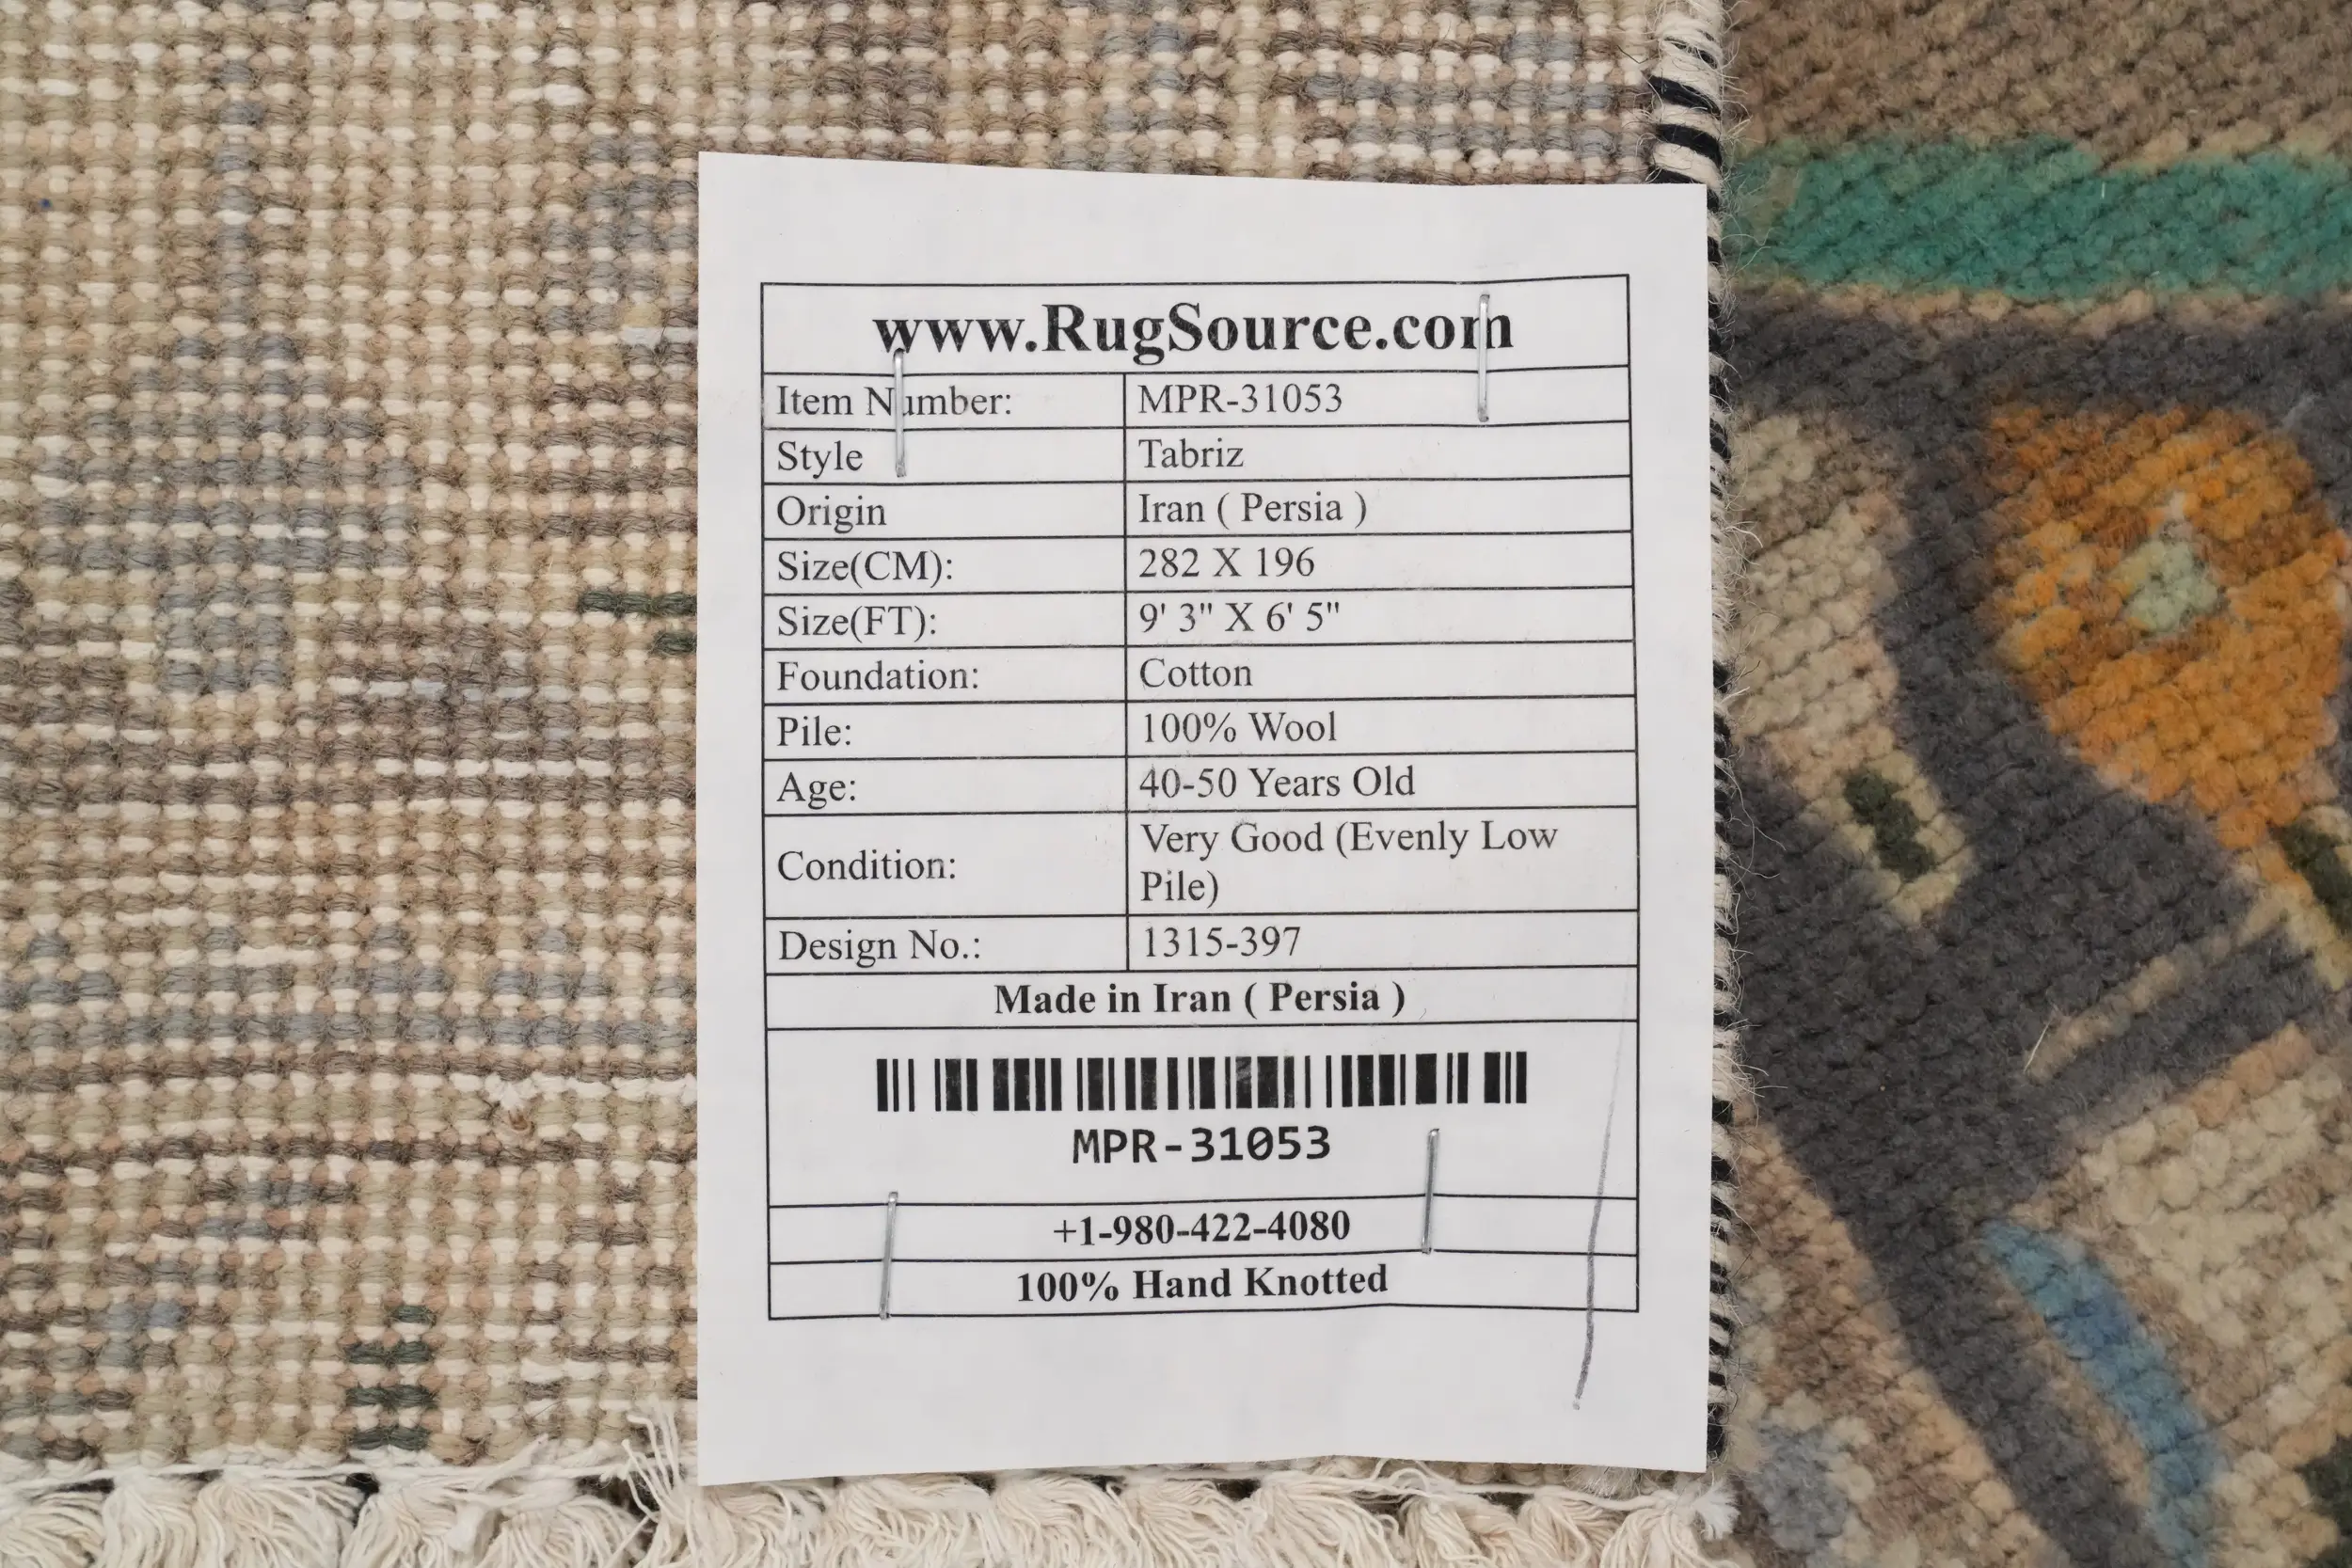 www.RugSource.com
Item Number: MPR-31053
Style Tabriz
Origin Iran ( Persia )
Size(CM): 282 X 196
Size(FT): 9' 3" X 6' 5"
Foundation: Cotton
Pile: 100% Wool
Age: 40-50 Years Old
Condition: Very Good (Evenly Low
Pile)
Design No.: 1315-397
Made in Iran ( Persia )
MPR-31053
+1-980-422-4080
100% Hand Knotted